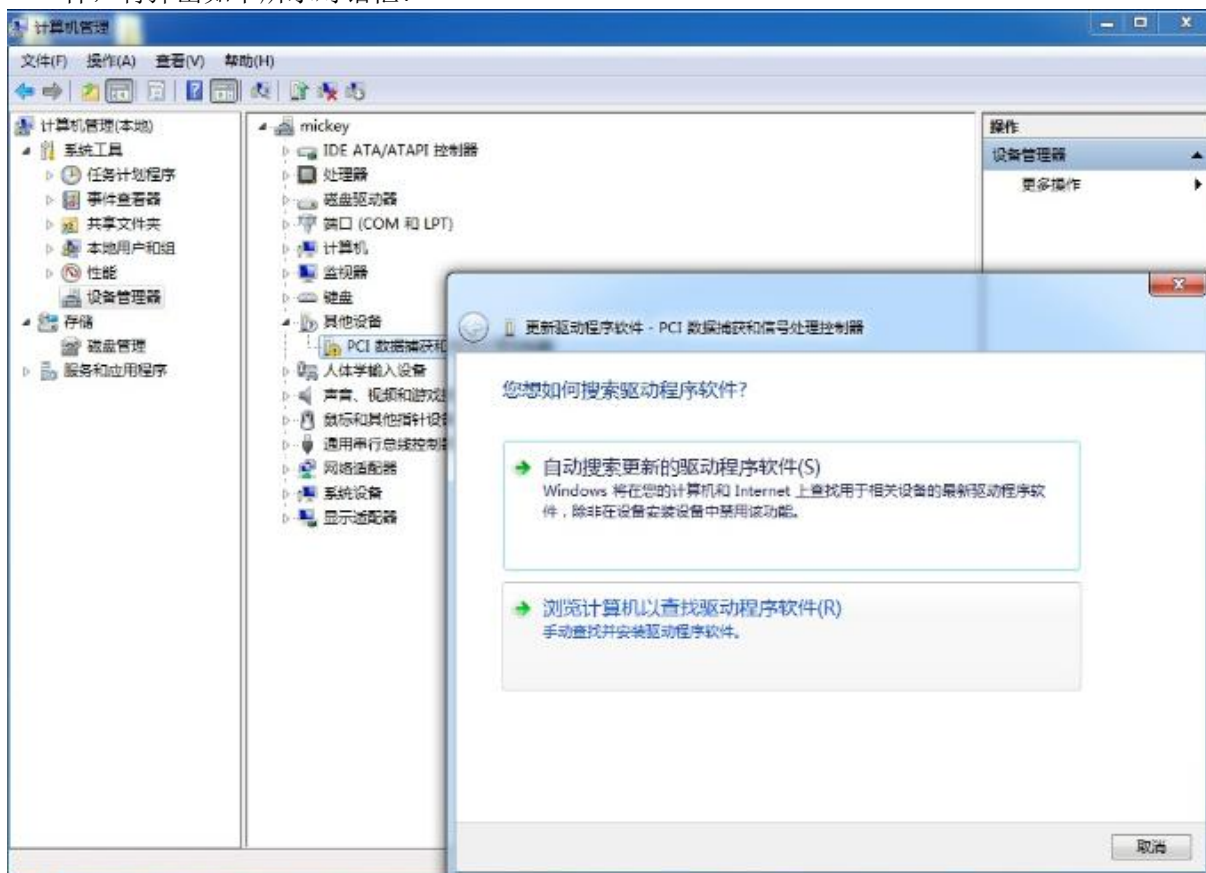 计算机管理
文件(F) 操作(A) 查看(V) 帮助(H)
计算机管理(本地)
系统工具
任务计划程序
事件查看器
共享文件夹
本地用户和组
性能
设备管理器
存储
磁盘管理
服务和应用程序
mickey
IDE ATA/ATAPI 控制器
处理器
磁盘驱动器
端口 (COM 和 LPT)
计算机
监视器
键盘
其他设备
PCI 数据捕获和
人体学输入设备
声音、视频和游戏
鼠标和其他指针设
通用串行总线控制
网络适配器
系统设备
显示适配器
操作
设备管理器
更多操作
更新驱动程序软件 - PCI 数据捕获和信号处理控制器
您想如何搜索驱动程序软件?
自动搜索更新的驱动程序软件(S)
Windows 将在您的计算机和 Internet 上查找用于相关设备的最新驱动程序软
件，除非在设备安装设备中禁用该功能。
浏览计算机以查找驱动程序软件(R)
手动查找并安装驱动程序软件。
取消